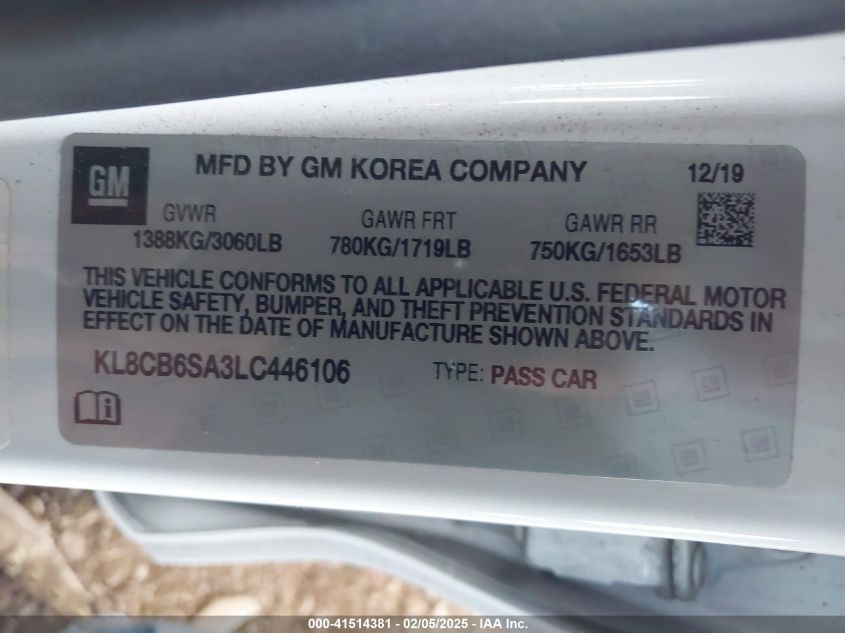 GM
MFD BY GM KOREA COMPANY
12/19
GVWR
GAWR FRT
GAWR RR
1388KG/3060LB
780KG/1719LB
750KG/1653LB
THIS VEHICLE CONFORMS TO ALL APPLICABLE U.S. FEDERAL MOTOR
VEHICLE SAFETY, BUMPER, AND THEFT PREVENTION STANDARDS IN
EFFECT ON THE DATE OF MANUFACTURE SHOWN ABOVE.
KL8CB6SA3LC446106
TYPE: PASS CAR
000-41514381 - 02/05/2025 - IAA Inc.